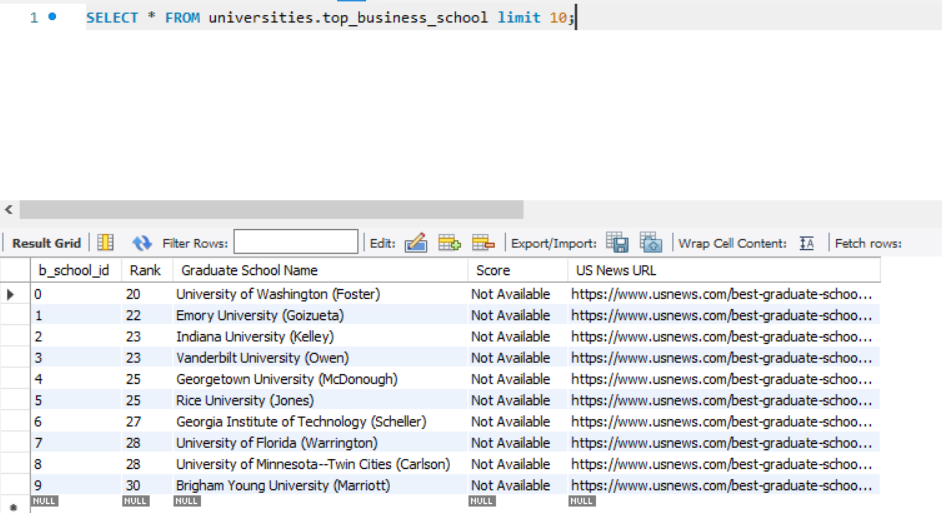 1 SELECT * FROM universities.top_business_school limit 10;
Result Grid Filter Rows: Edit: Export/Import: Wrap Cell Content: Fetch rows:
b_school_id Rank Graduate School Name Score US News URL
0 20 University of Washington (Foster) Not Available https://www.usnews.com/best-graduate-schoo...
1 22 Emory University (Goizueta) Not Available https://www.usnews.com/best-graduate-schoo...
2 23 Indiana University (Kelley) Not Available https://www.usnews.com/best-graduate-schoo...
3 23 Vanderbilt University (Owen) Not Available https://www.usnews.com/best-graduate-schoo...
4 25 Georgetown University (McDonough) Not Available https://www.usnews.com/best-graduate-schoo...
5 25 Rice University (Jones) Not Available https://www.usnews.com/best-graduate-schoo...
6 27 Georgia Institute of Technology (Scheller) Not Available https://www.usnews.com/best-graduate-schoo...
7 28 University of Florida (Warrington) Not Available https://www.usnews.com/best-graduate-schoo...
8 28 University of Minnesota--Twin Cities (Carlson) Not Available https://www.usnews.com/best-graduate-schoo...
9 30 Brigham Young University (Marriott) Not Available https://www.usnews.com/best-graduate-schoo...
NULL NULL NULL NULL NULL